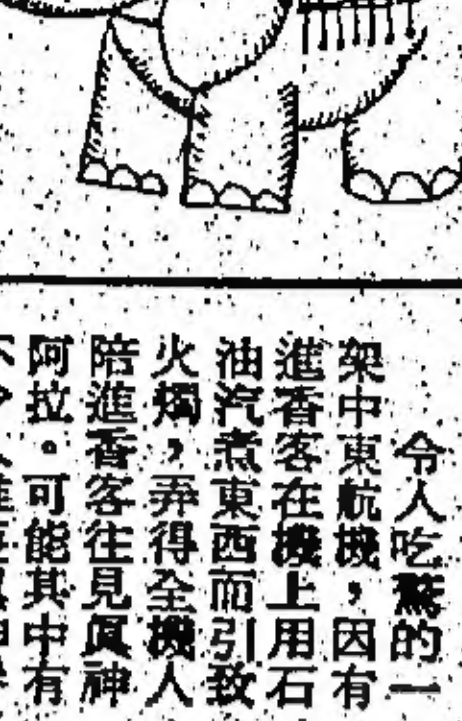 令人吃驚的一
架中東航機，因有
進香客在機上用石
油汽煮東西而引致
火燭，弄得全機人
陪進香客往見眞神
阿拉。可能其中有